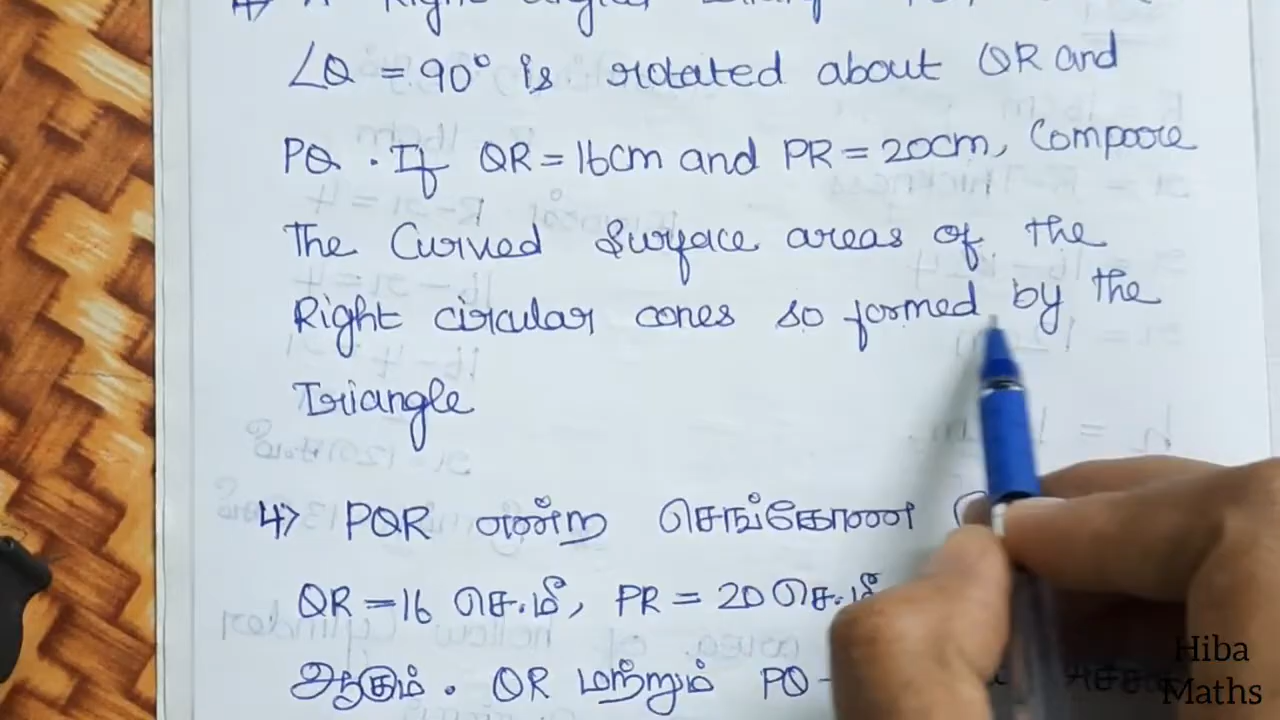 ∠Q = 90° is rotated about QR and
PQ . If QR = 16cm and PR = 20cm, Compare
the Curved Surface areas of the
Right circular cones so formed by the
Triangle
4) PQR என்ற செங்கோண
QR = 16 செ.மீ, PR = 20 செ.மீ
ஆகும். QR மற்றும் PQ
Hiba
Maths